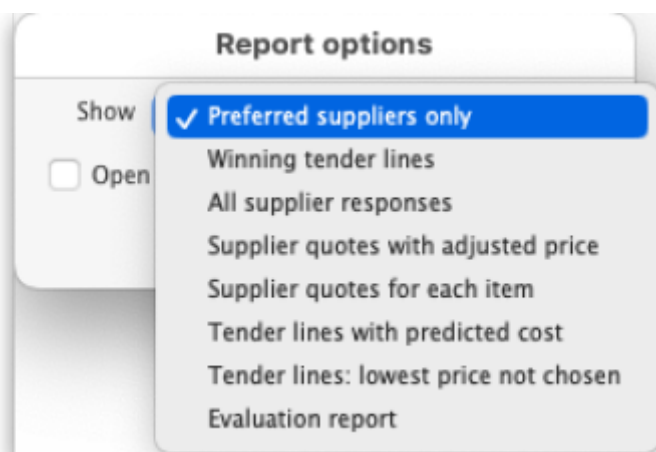 Report options
Show
✓ Preferred suppliers only
Winning tender lines
Open
All supplier responses
Supplier quotes with adjusted price
Supplier quotes for each item
Tender lines with predicted cost
Tender lines: lowest price not chosen
Evaluation report